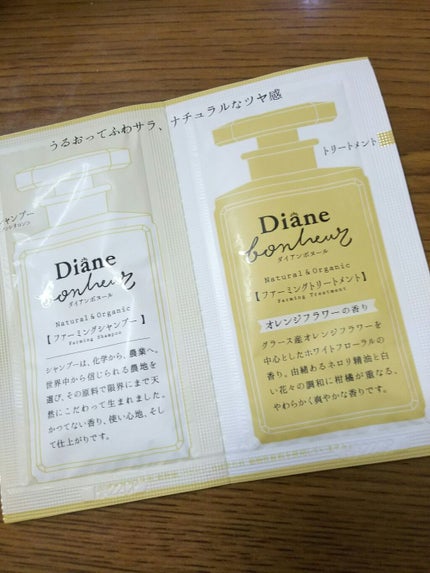 うるおってふわサラ、ナチュラルなツヤ感
シャンプー
Diâne
bonheur
ダイアンボヌール
Natural & Organic
【ファーミングシャンプー】
Farming Shampoo
シャンプーは、化学から、農業へ。
世界中から信じられる農地を
選び、その原料で限界にまで天
然にこだわって生まれました。
かつてない香り、使い心地、そし
て仕上がりです。
トリートメント
Diâne
bonheur
ダイアンボヌール
Natural & Organic
【ファーミングトリートメント】
Farming Treatment
オレンジフラワーの香り
グラース産オレンジフラワーを
中心としたホワイトフローラルの
香り。由緒あるネロリ精油と白
い花々の調和に柑橘が重なる、
やわらかく爽やかな香りです。